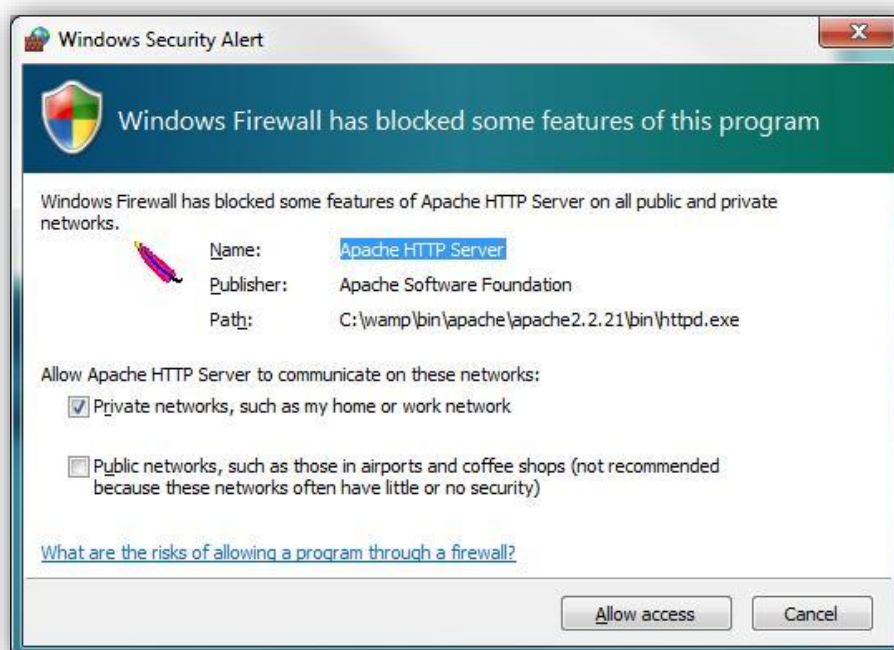 Windows Security Alert
Windows Firewall has blocked some features of this program
Windows Firewall has blocked some features of Apache HTTP Server on all public and private
networks.
Name: Apache HTTP Server
Publisher: Apache Software Foundation
Path: C:\wamp\bin\apache\apache2.2.21\bin\httpd.exe
Allow Apache HTTP Server to communicate on these networks:
Private networks, such as my home or work network
Public networks, such as those in airports and coffee shops (not recommended
because these networks often have little or no security)
What are the risks of allowing a program through a firewall?
Allow access Cancel